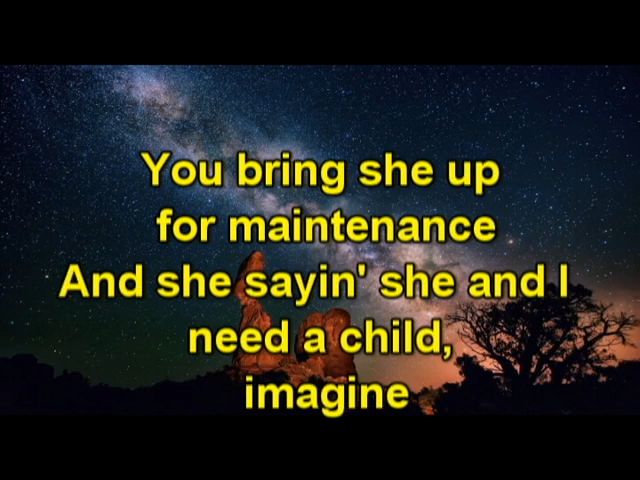 You bring she up
for maintenance
And she sayin' she and I
need a child,
imagine